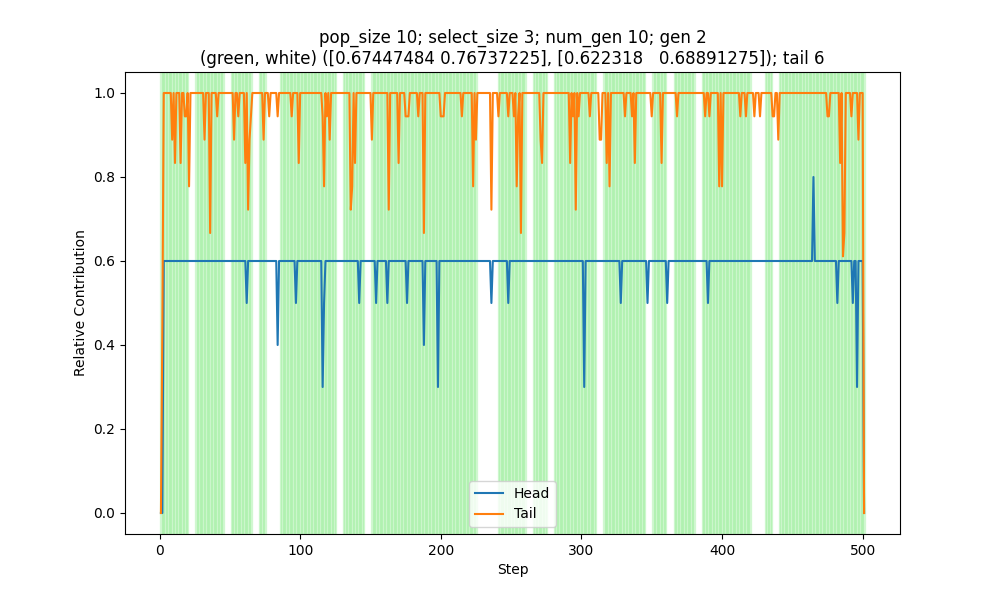 pop_size 10; select_size 3; num_gen 10; gen 2
(green, white) ([0.67447484 0.76737225], [0.622318   0.68891275]); tail 6
1.0
0.8
0.6
0.4
0.2
0.0
Relative Contribution
Head
Tail
0 100 200 300 400 500
Step